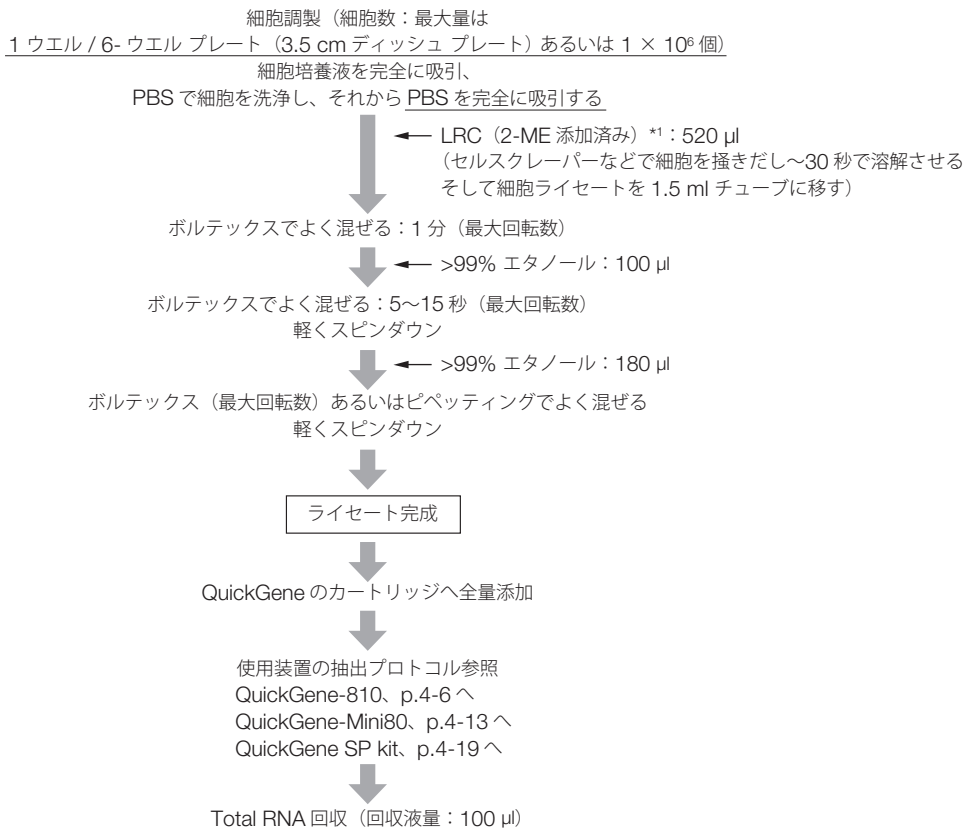 細胞調製（細胞数：最大量は
1 ウエル / 6- ウエル プレート（3.5 cm ディッシュ プレート）あるいは 1 × 10⁶ 個）
細胞培養液を完全に吸引、
PBS で細胞を洗浄し、それから PBS を完全に吸引する
LRC（2-ME 添加済み）*1：520 µl
（セルスクレーパーなどで細胞を掻きだし～30 秒で溶解させる
そして細胞ライセートを 1.5 ml チューブに移す）
ボルテックスでよく混ぜる：1 分（最大回転数）
>99% エタノール：100 µl
ボルテックスでよく混ぜる：5～15 秒（最大回転数）
軽くスピンダウン
>99% エタノール：180 µl
ボルテックス（最大回転数）あるいはピペッティングでよく混ぜる
軽くスピンダウン
ライセート完成
QuickGene のカートリッジへ全量添加
使用装置の抽出プロトコル参照
QuickGene-810、p.4-6 へ
QuickGene-Mini80、p.4-13 へ
QuickGene SP kit、p.4-19 へ
Total RNA 回収（回収液量：100 µl）